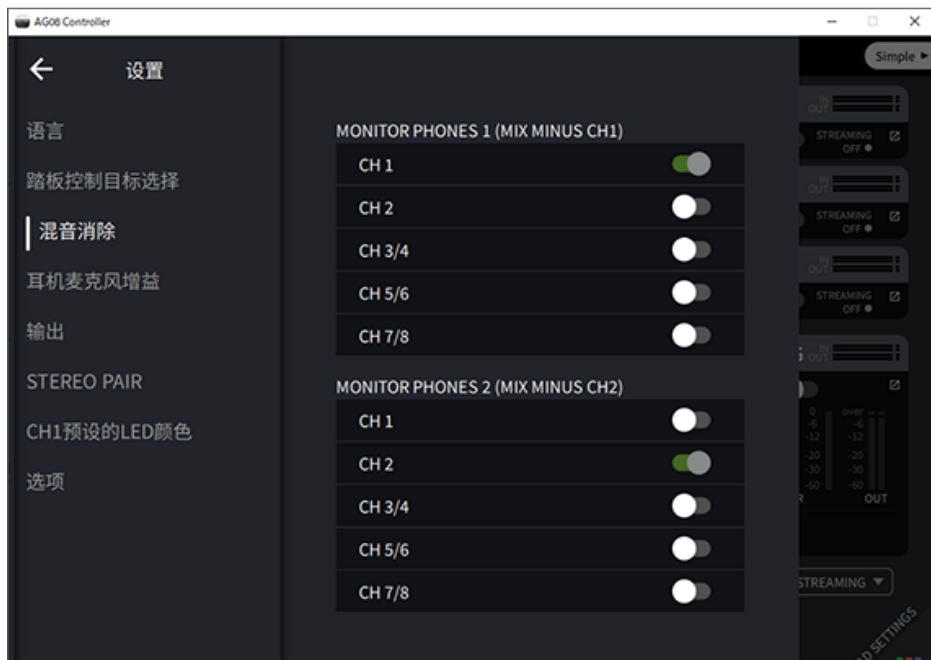 AG08 Controller
设置
Simple ►
语言
踏板控制目标选择
混音消除
耳机麦克风增益
输出
STEREO PAIR
CH1预设的LED颜色
选项
MONITOR PHONES 1 (MIX MINUS CH1)
CH 1
CH 2
CH 3/4
CH 5/6
CH 7/8
MONITOR PHONES 2 (MIX MINUS CH2)
CH 1
CH 2
CH 3/4
CH 5/6
CH 7/8
IN
OUT
STREAMING
OFF
IN
OUT
STREAMING
OFF
IN
OUT
STREAMING
OFF
IN
OUT
0 over
-6 -6
-12 -12
-20 -20
-30 -30
-60 -60
OUT
STREAMING ▼
SETTINGS